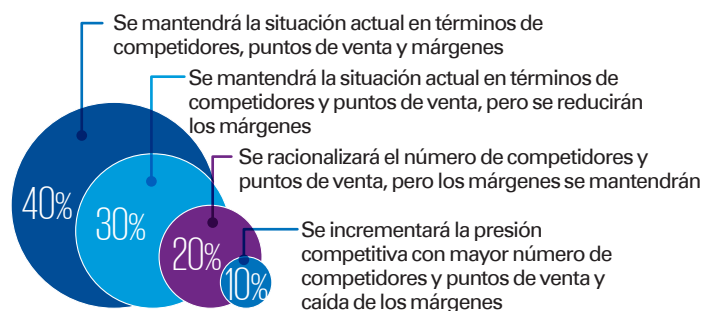 Se mantendrá la situación actual en términos de
competidores, puntos de venta y márgenes
Se mantendrá la situación actual en términos de
competidores y puntos de venta, pero se reducirán
los márgenes
Se racionalizará el número de competidores y
puntos de venta, pero los márgenes se mantendrán
Se incrementará la presión
competitiva con mayor número de
competidores y puntos de venta y
caída de los márgenes
40%
30%
20%
10%